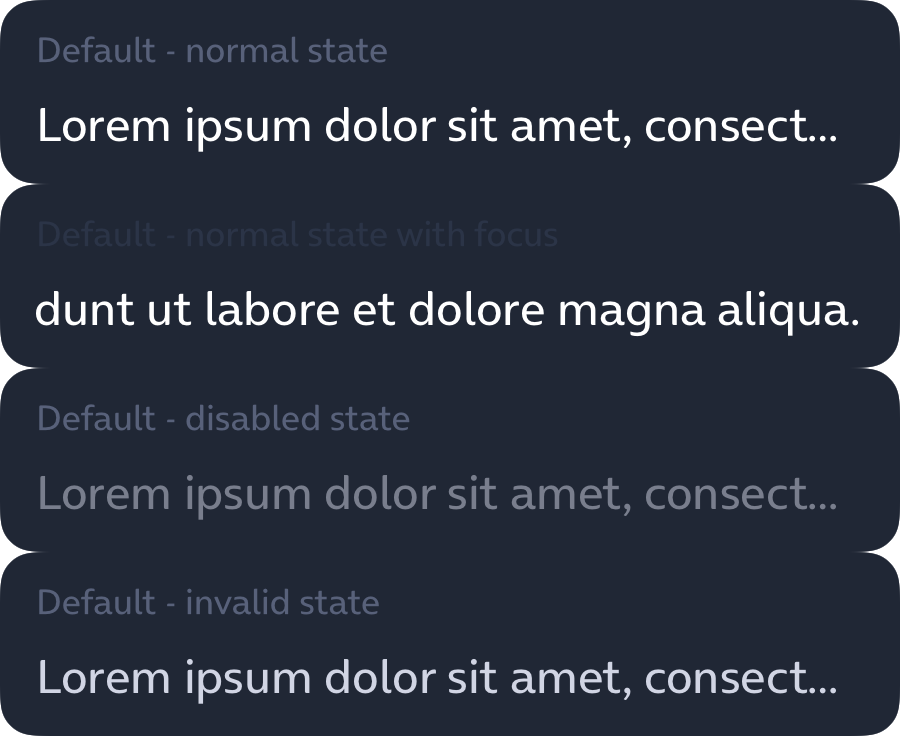 Default - normal state
Lorem ipsum dolor sit amet, consect...
Default - normal state with focus
dunt ut labore et dolore magna aliqua.
Default - disabled state
Lorem ipsum dolor sit amet, consect...
Default - invalid state
Lorem ipsum dolor sit amet, consect...